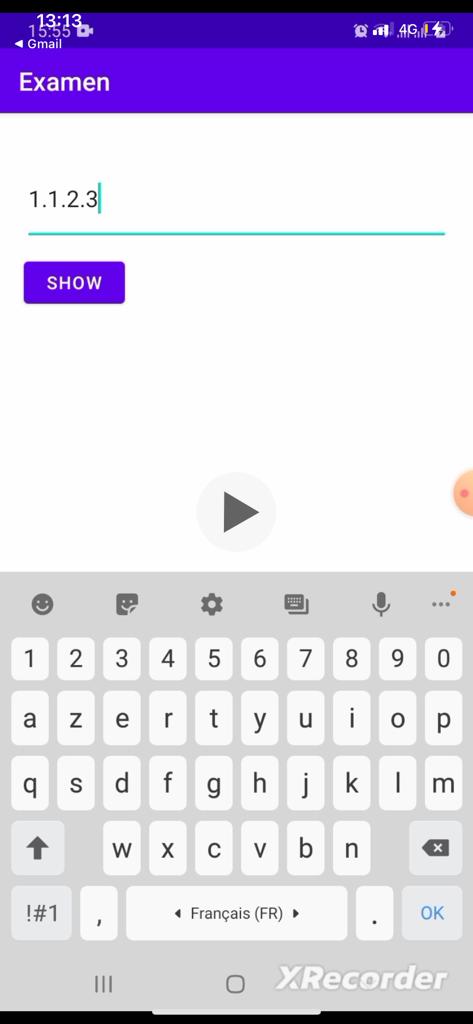 13:13
15:55
4G
◄ Gmail
Examen
1.1.2.3
SHOW
1 2 3 4 5 6 7 8 9 0
a z e r t y u i o p
q s d f g h j k l m
w x c v b n
!#1 , ◄ Français (FR) ► . OK
XRecorder